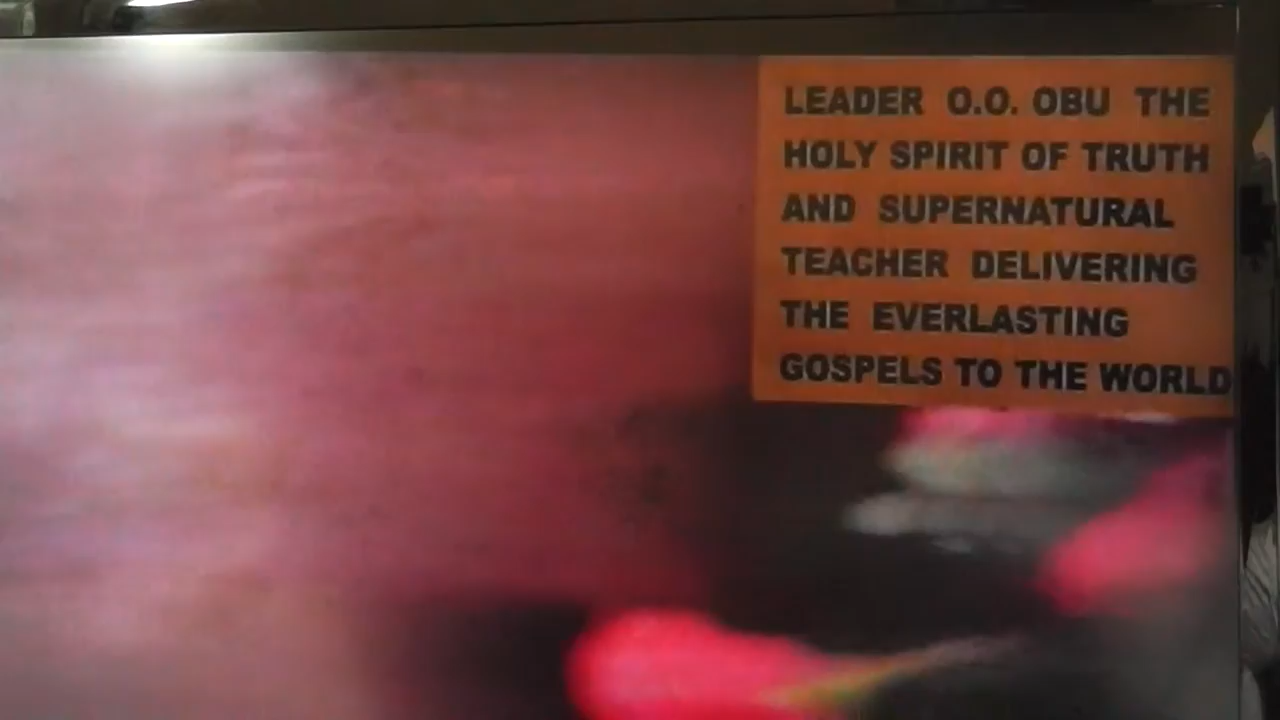 LEADER O.O. OBU THE
HOLY SPIRIT OF TRUTH
AND SUPERNATURAL
TEACHER DELIVERING
THE EVERLASTING
GOSPELS TO THE WORLD